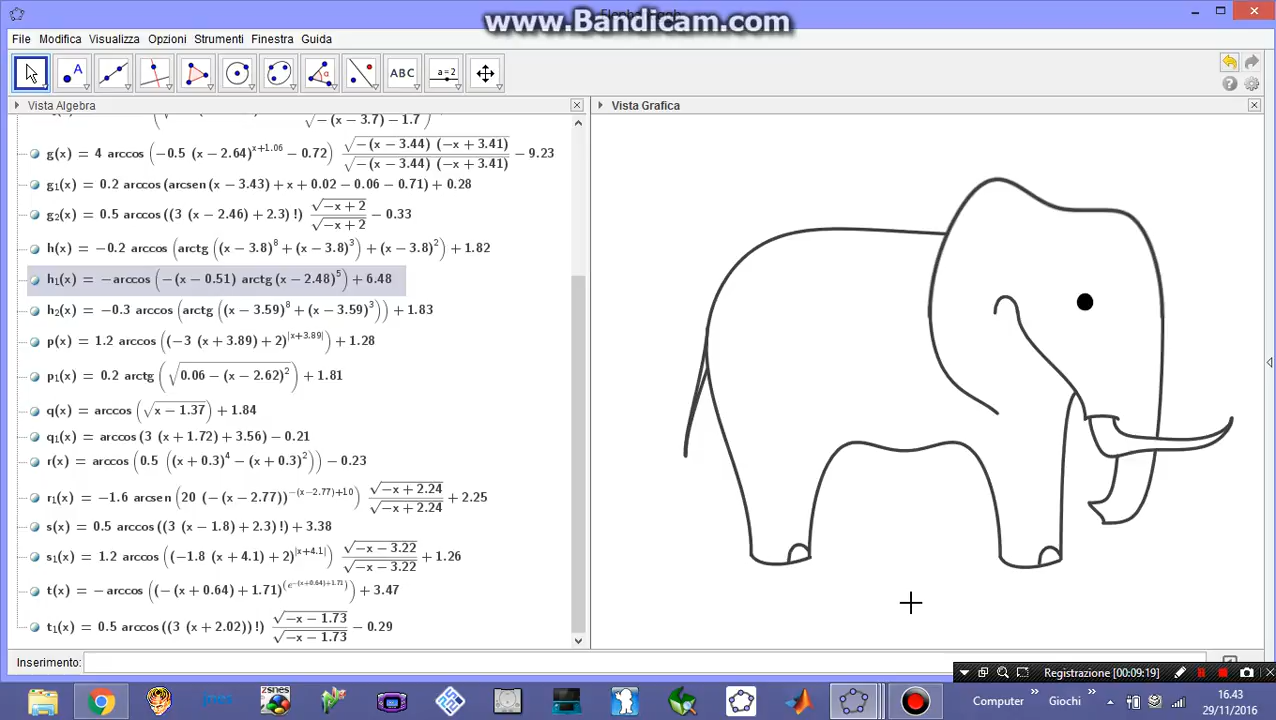 www.Bandicam.com
File Modifica Visualizza Opzioni Strumenti Finestra Guida
A
ABC
a=2
Vista Algebra
Vista Grafica
√−(x − 3.7) − 1.7
g(x) = 4 arccos (−0.5 (x − 2.64)^(x+1.06) − 0.72) √−(x − 3.44) (−x + 3.41) / √−(x − 3.44) (−x + 3.41) − 9.23
g₁(x) = 0.2 arccos (arcsen (x − 3.43) + x + 0.02 − 0.06 − 0.71) + 0.28
g₂(x) = 0.5 arccos ((3 (x − 2.46) + 2.3) !) √−x + 2 / √−x + 2 − 0.33
h(x) = −0.2 arccos (arctg ((x − 3.8)⁸ + (x − 3.8)³) + (x − 3.8)²) + 1.82
h₁(x) = −arccos (−(x − 0.51) arctg (x − 2.48)⁵) + 6.48
h₂(x) = −0.3 arccos (arctg ((x − 3.59)⁸ + (x − 3.59)³)) + 1.83
p(x) = 1.2 arccos ((−3 (x + 3.89) + 2)^|x+3.89|) + 1.28
p₁(x) = 0.2 arctg (√0.06 − (x − 2.62)²) + 1.81
q(x) = arccos (√x − 1.37) + 1.84
q₁(x) = arccos (3 (x + 1.72) + 3.56) − 0.21
r(x) = arccos (0.5 ((x + 0.3)⁴ − (x + 0.3)²)) − 0.23
r₁(x) = −1.6 arcsen (20 (−(x − 2.77))^(−(x−2.77)+10) √−x + 2.24 / √−x + 2.24 + 2.25
s(x) = 0.5 arccos ((3 (x − 1.8) + 2.3) !) + 3.38
s₁(x) = 1.2 arccos ((−1.8 (x + 4.1) + 2)^|x+4.1|) √−x − 3.22 / √−x − 3.22 + 1.26
t(x) = −arccos ((−(x + 0.64) + 1.71)^(e^−(x+0.64)+1.71)) + 3.47
t₁(x) = 0.5 arccos ((3 (x + 2.02)) !) √−x − 1.73 / √−x − 1.73 − 0.29
Inserimento:
Registrazione [00:09:19]
Computer » Giochi »
16.43
29/11/2016